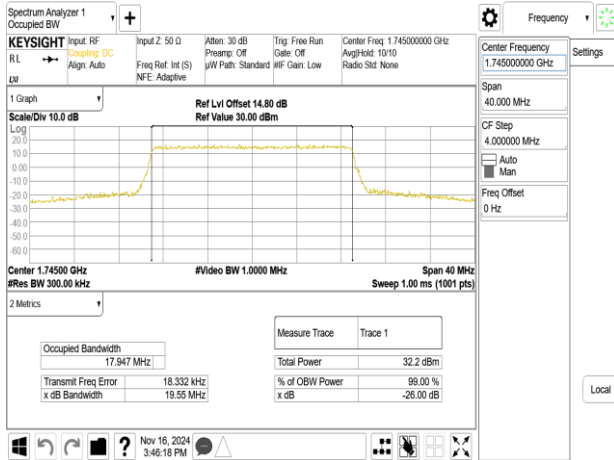 Spectrum Analyzer 1
Occupied BW
Frequency
KEYSIGHT
RL
LXI
Input: RF
Coupling: DC
Align: Auto
Input Z: 50 Ω
Freq Ref: Int (S)
NFE: Adaptive
Atten: 30 dB
Preamp: Off
µW Path: Standard
Trig: Free Run
Gate: Off
#IF Gain: Low
Center Freq: 1.745000000 GHz
Avg|Hold: 10/10
Radio Std: None
1 Graph
Scale/Div 10.0 dB
Ref Lvl Offset 14.80 dB
Ref Value 30.00 dBm
Log
20.0
10.0
0.00
-10.0
-20.0
-30.0
-40.0
-50.0
-60.0
Center 1.74500 GHz
#Res BW 300.00 kHz
#Video BW 1.0000 MHz
Span 40 MHz
Sweep 1.00 ms (1001 pts)
2 Metrics
Occupied Bandwidth
17.947 MHz
Transmit Freq Error 18.332 kHz
x dB Bandwidth 19.55 MHz
Measure Trace Trace 1
Total Power 32.2 dBm
% of OBW Power 99.00 %
x dB -26.00 dB
Nov 16, 2024
3:46:18 PM
Center Frequency
1.745000000 GHz
Span
40.000 MHz
CF Step
4.000000 MHz
Auto
Man
Freq Offset
0 Hz
Settings
Local